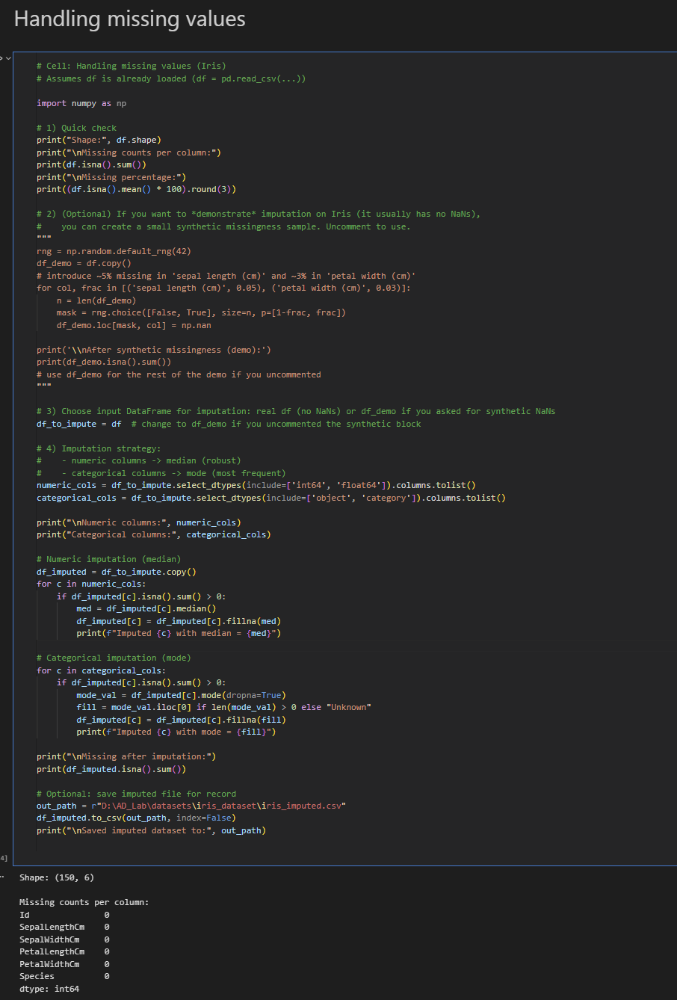 Handling missing values
# Cell: Handling missing values (Iris)
# Assumes df is already loaded (df = pd.read_csv(...))
import numpy as np
# 1) Quick check
print("Shape:", df.shape)
print("\nMissing counts per column:")
print(df.isna().sum())
print("\nMissing percentage:")
print((df.isna().mean() * 100).round(3))
# 2) (Optional) If you want to *demonstrate* imputation on Iris (it usually has no NaNs),
#    you can create a small synthetic missingness sample. Uncomment to use.
"""
rng = np.random.default_rng(42)
df_demo = df.copy()
# introduce ~5% missing in 'sepal length (cm)' and ~3% in 'petal width (cm)'
for col, frac in [('sepal length (cm)', 0.05), ('petal width (cm)', 0.03)]:
    n = len(df_demo)
    mask = rng.choice([False, True], size=n, p=[1-frac, frac])
    df_demo.loc[mask, col] = np.nan
print('\\nAfter synthetic missingness (demo):')
print(df_demo.isna().sum())
# use df_demo for the rest of the demo if you uncommented
"""
# 3) Choose input DataFrame for imputation: real df (no NaNs) or df_demo if you asked for synthetic NaNs
df_to_impute = df  # change to df_demo if you uncommented the synthetic block
# 4) Imputation strategy:
#    - numeric columns -> median (robust)
#    - categorical columns -> mode (most frequent)
numeric_cols = df_to_impute.select_dtypes(include=['int64', 'float64']).columns.tolist()
categorical_cols = df_to_impute.select_dtypes(include=['object', 'category']).columns.tolist()
print("\nNumeric columns:", numeric_cols)
print("Categorical columns:", categorical_cols)
# Numeric imputation (median)
df_imputed = df_to_impute.copy()
for c in numeric_cols:
    if df_imputed[c].isna().sum() > 0:
        med = df_imputed[c].median()
        df_imputed[c] = df_imputed[c].fillna(med)
        print(f"Imputed {c} with median = {med}")
# Categorical imputation (mode)
for c in categorical_cols:
    if df_imputed[c].isna().sum() > 0:
        mode_val = df_imputed[c].mode(dropna=True)
        fill = mode_val.iloc[0] if len(mode_val) > 0 else "Unknown"
        df_imputed[c] = df_imputed[c].fillna(fill)
        print(f"Imputed {c} with mode = {fill}")
print("\nMissing after imputation:")
print(df_imputed.isna().sum())
# Optional: save imputed file for record
out_path = r"D:\AD_Lab\datasets\iris_dataset\iris_imputed.csv"
df_imputed.to_csv(out_path, index=False)
print("\nSaved imputed dataset to:", out_path)
4]
Shape: (150, 6)
Missing counts per column:
Id               0
SepalLengthCm    0
SepalWidthCm     0
PetalLengthCm    0
PetalWidthCm     0
Species          0
dtype: int64